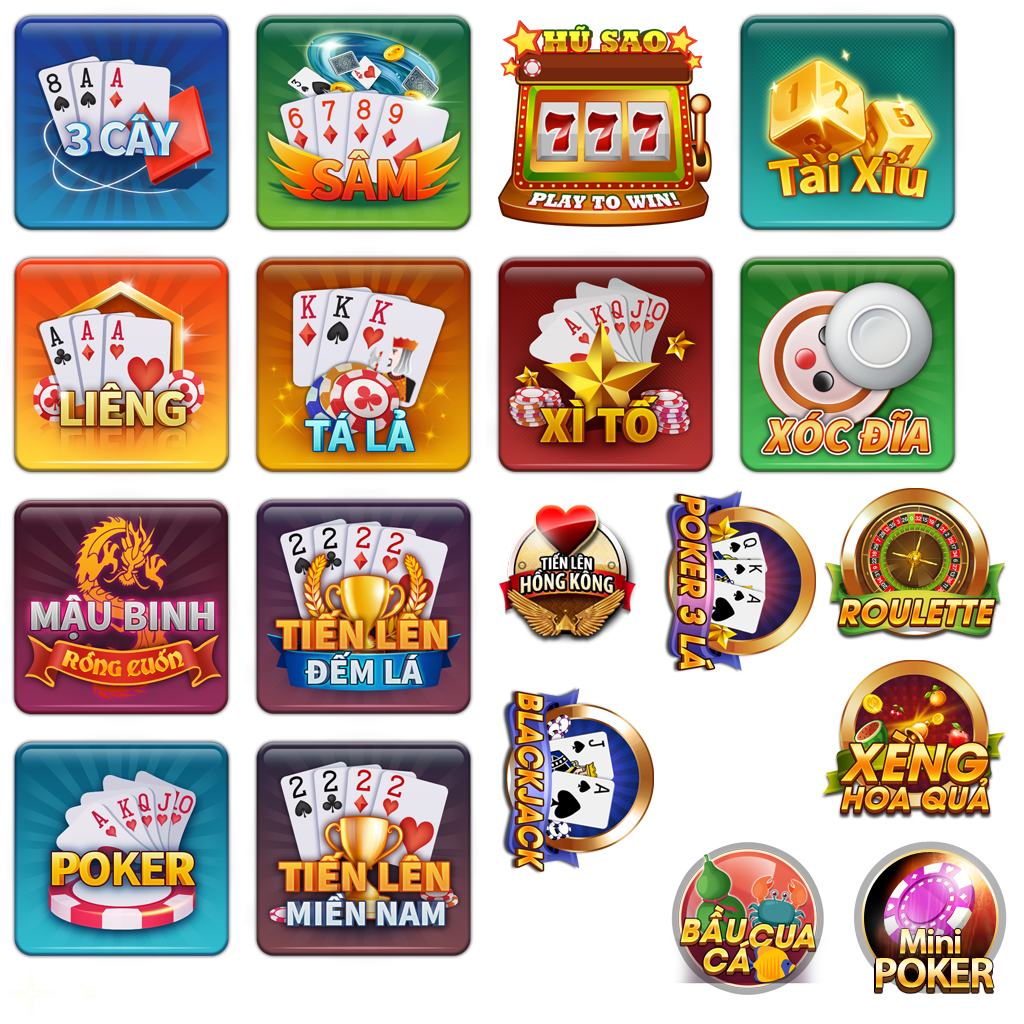 3 CÂY
SÂM
HŨ SAO
777
PLAY TO WIN!
Tài Xỉu
LIÊNG
TÁ LẢ
XÌ TỐ
XÓC ĐĨA
MẬU BINH
RỒNG CUỐN
TIẾN LÊN
ĐẾM LÁ
TIẾN LÊN
HỒNG KÔNG
POKER 3 LÁ
ROULETTE
BLACKJACK
XÈNG
HOA QUẢ
POKER
TIẾN LÊN
MIỀN NAM
BẦU CUA
CÁ
Mini
POKER